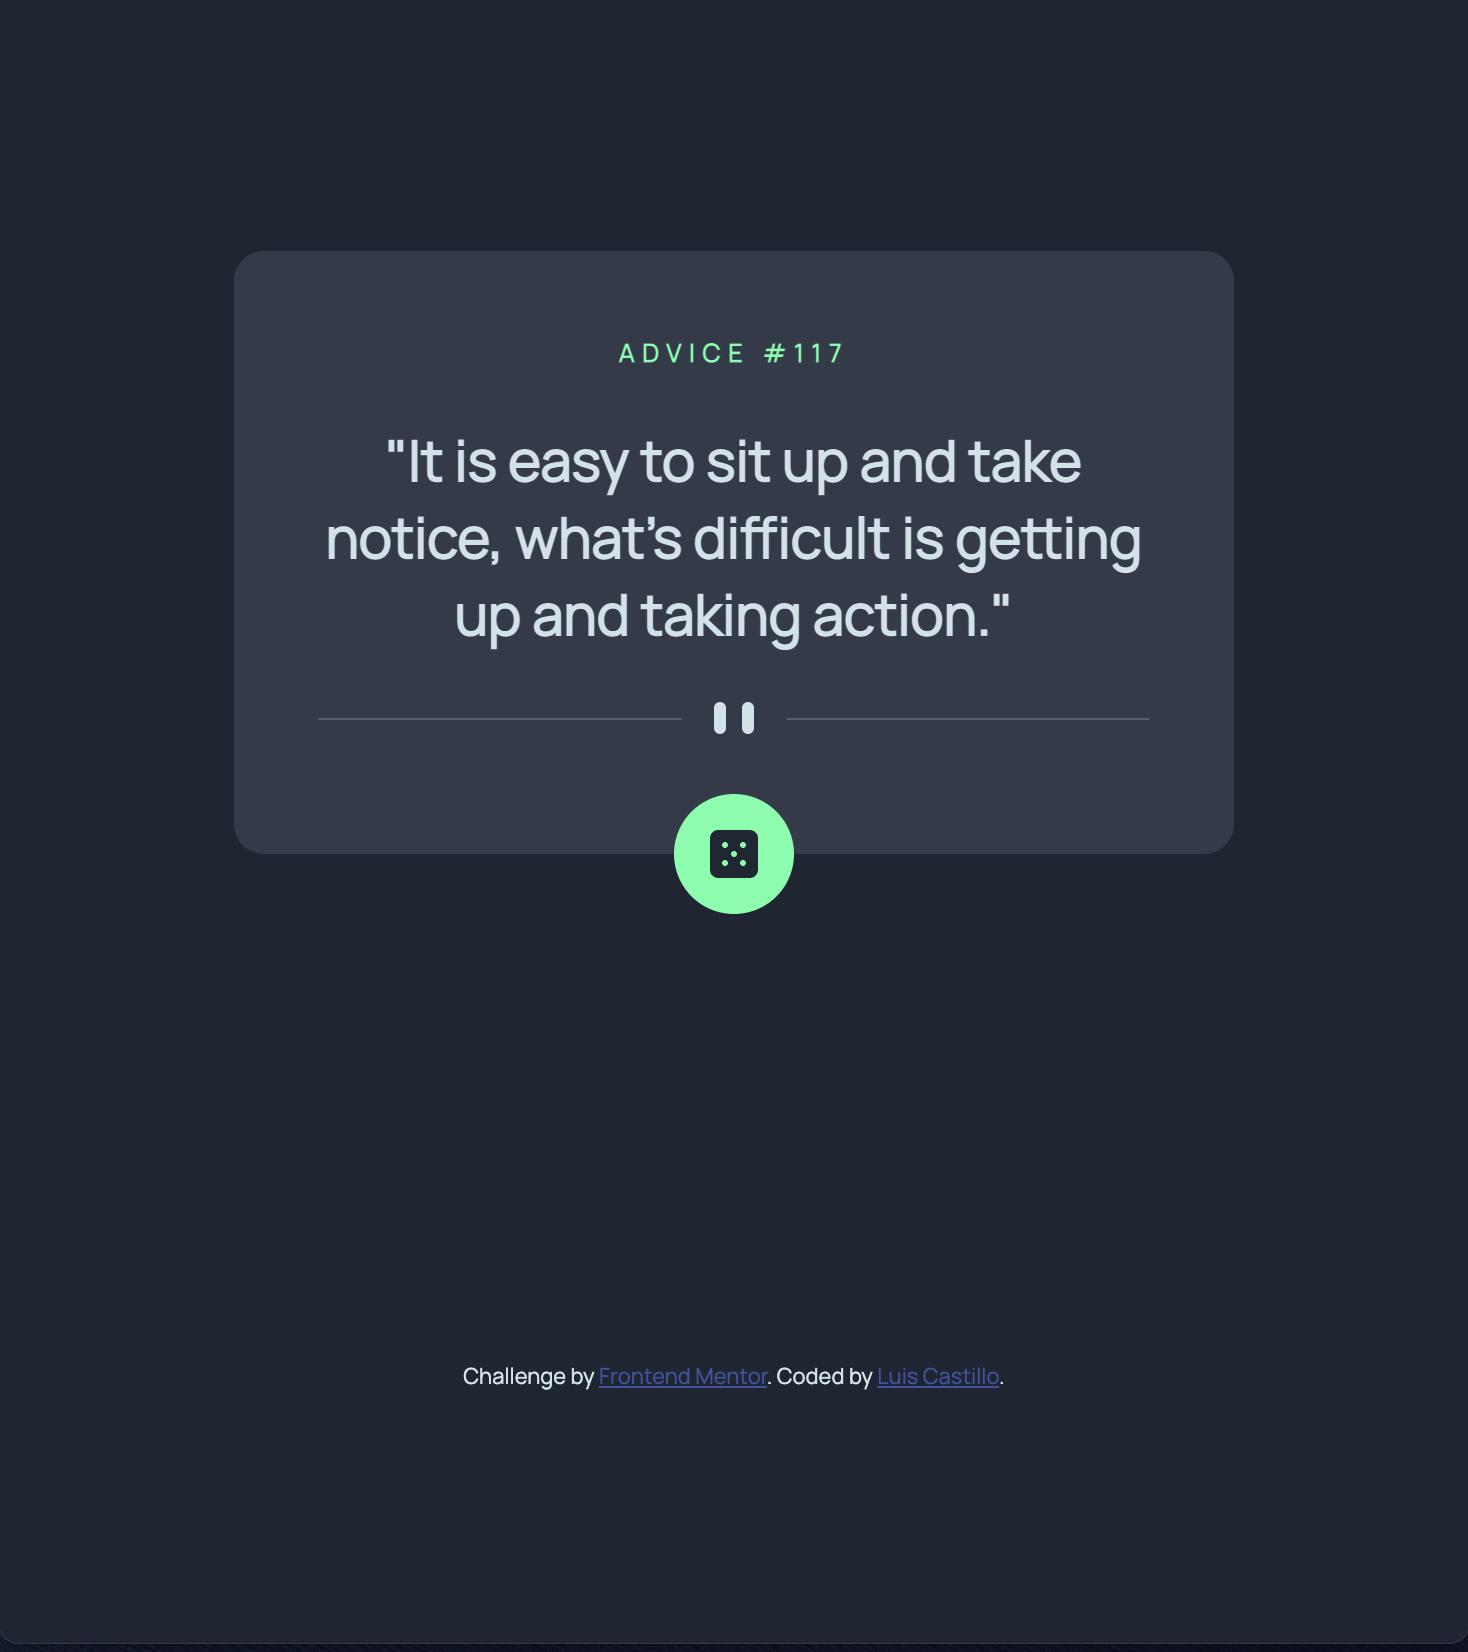 ADVICE #117
"It is easy to sit up and take
notice, what's difficult is getting
up and taking action."
Challenge by Frontend Mentor. Coded by Luis Castillo.